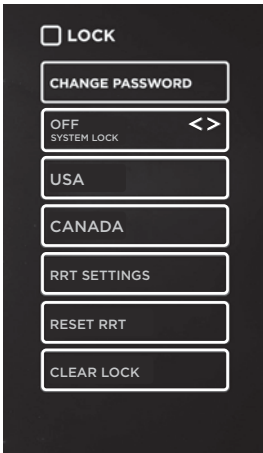 LOCK
CHANGE PASSWORD
OFF <>
SYSTEM LOCK
USA
CANADA
RRT SETTINGS
RESET RRT
CLEAR LOCK